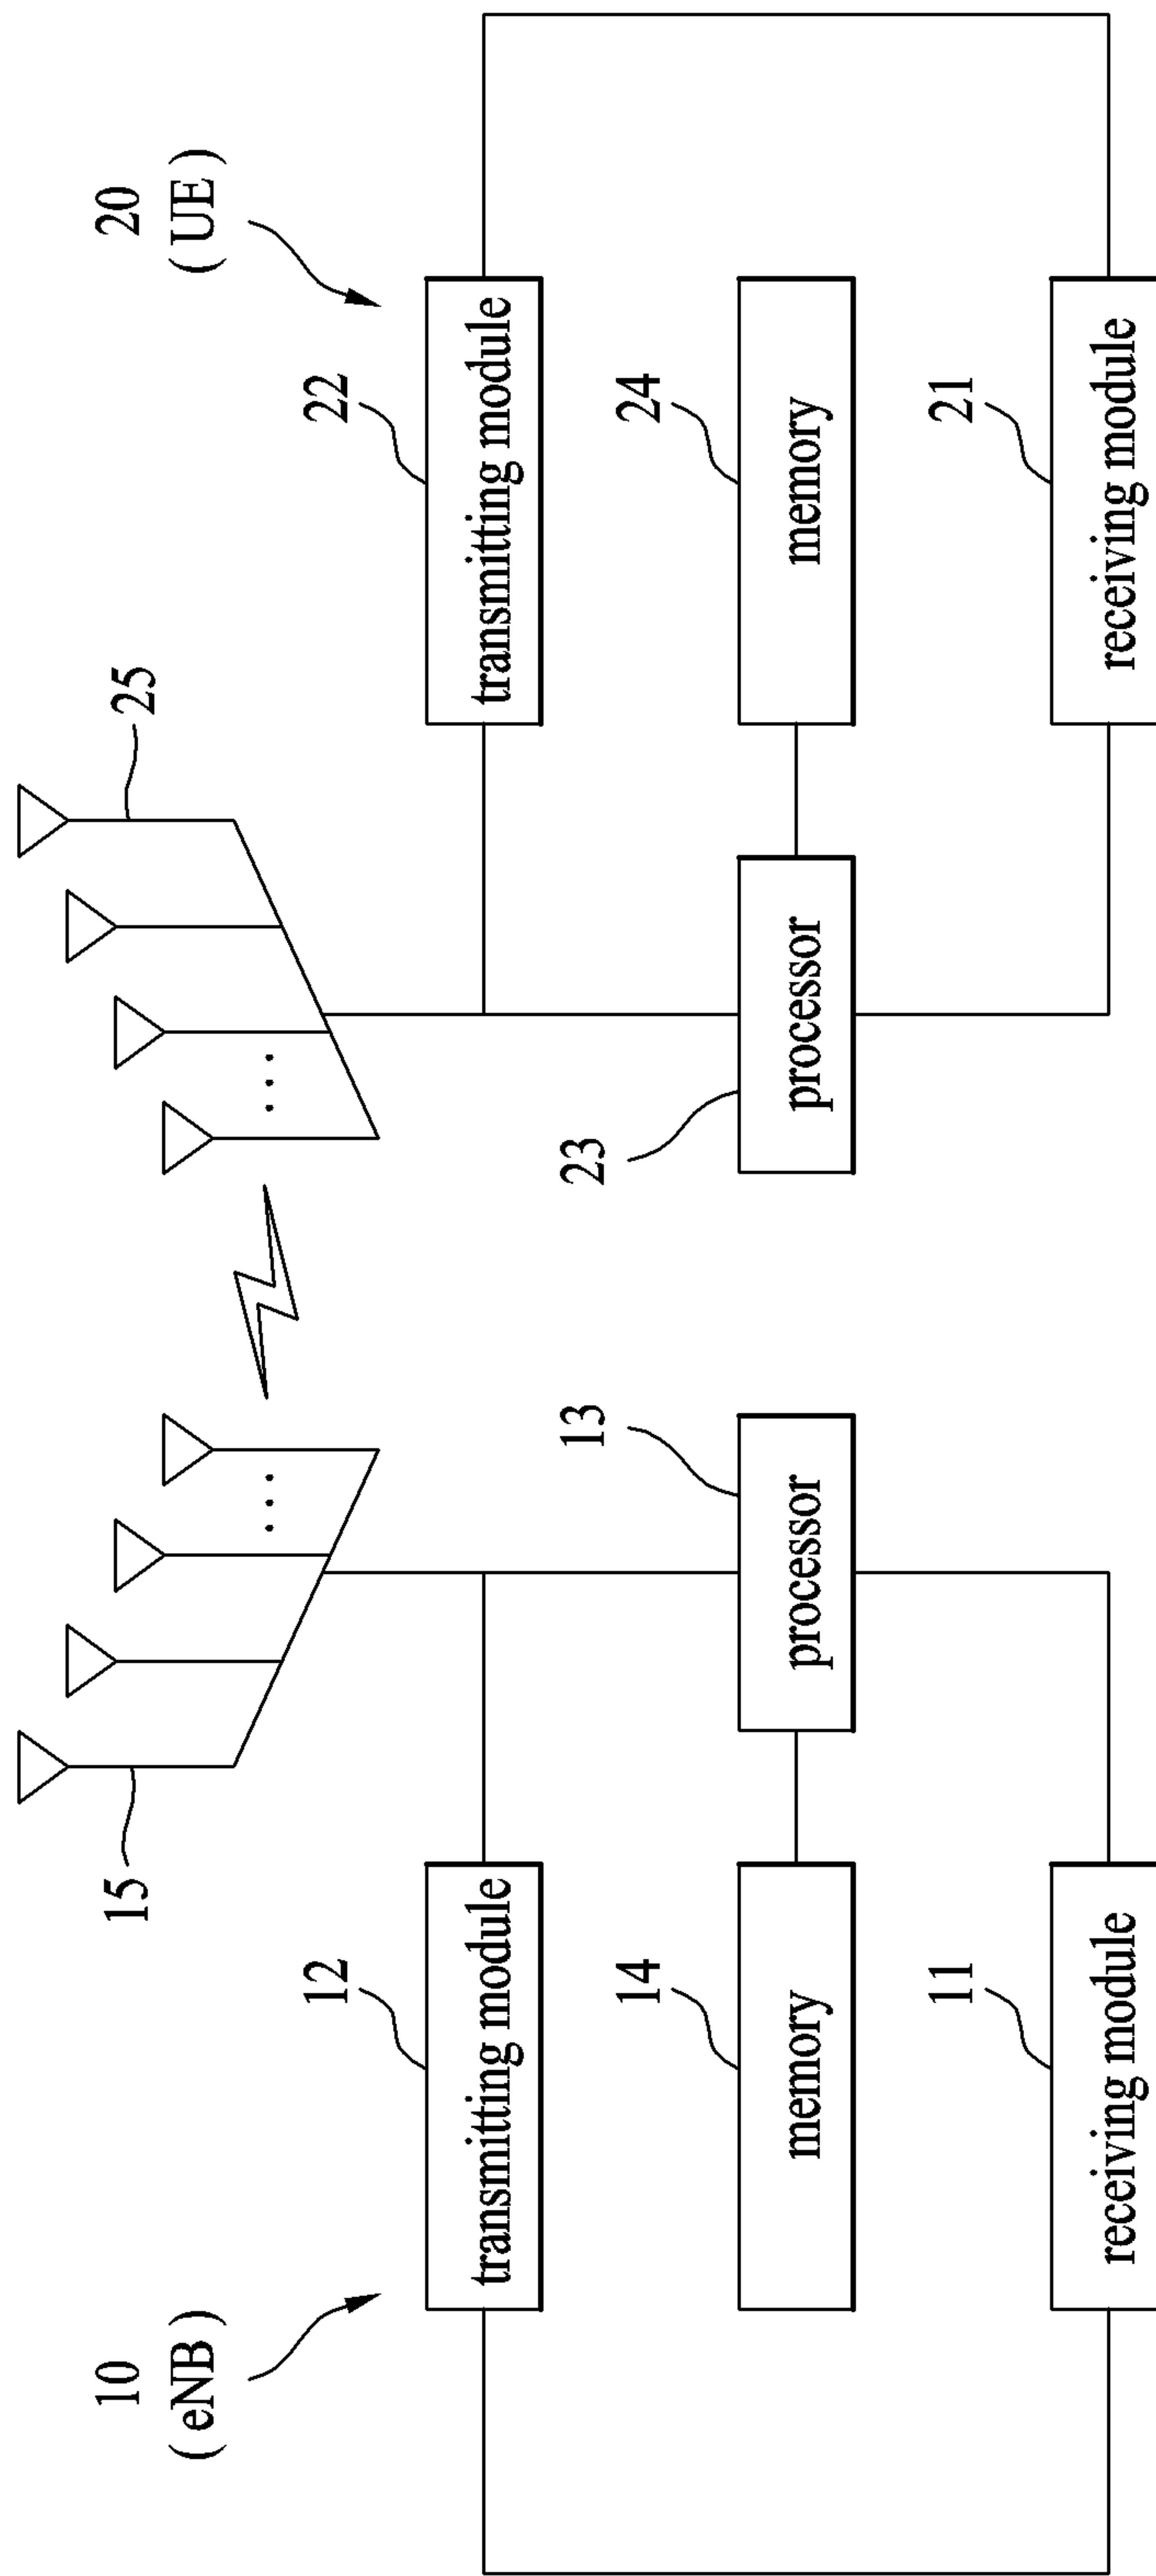 10
( eNB )
20
( UE )
15
25
12
transmitting module
22
transmitting module
13
processor
23
processor
14
memory
24
memory
11
receiving module
21
receiving module